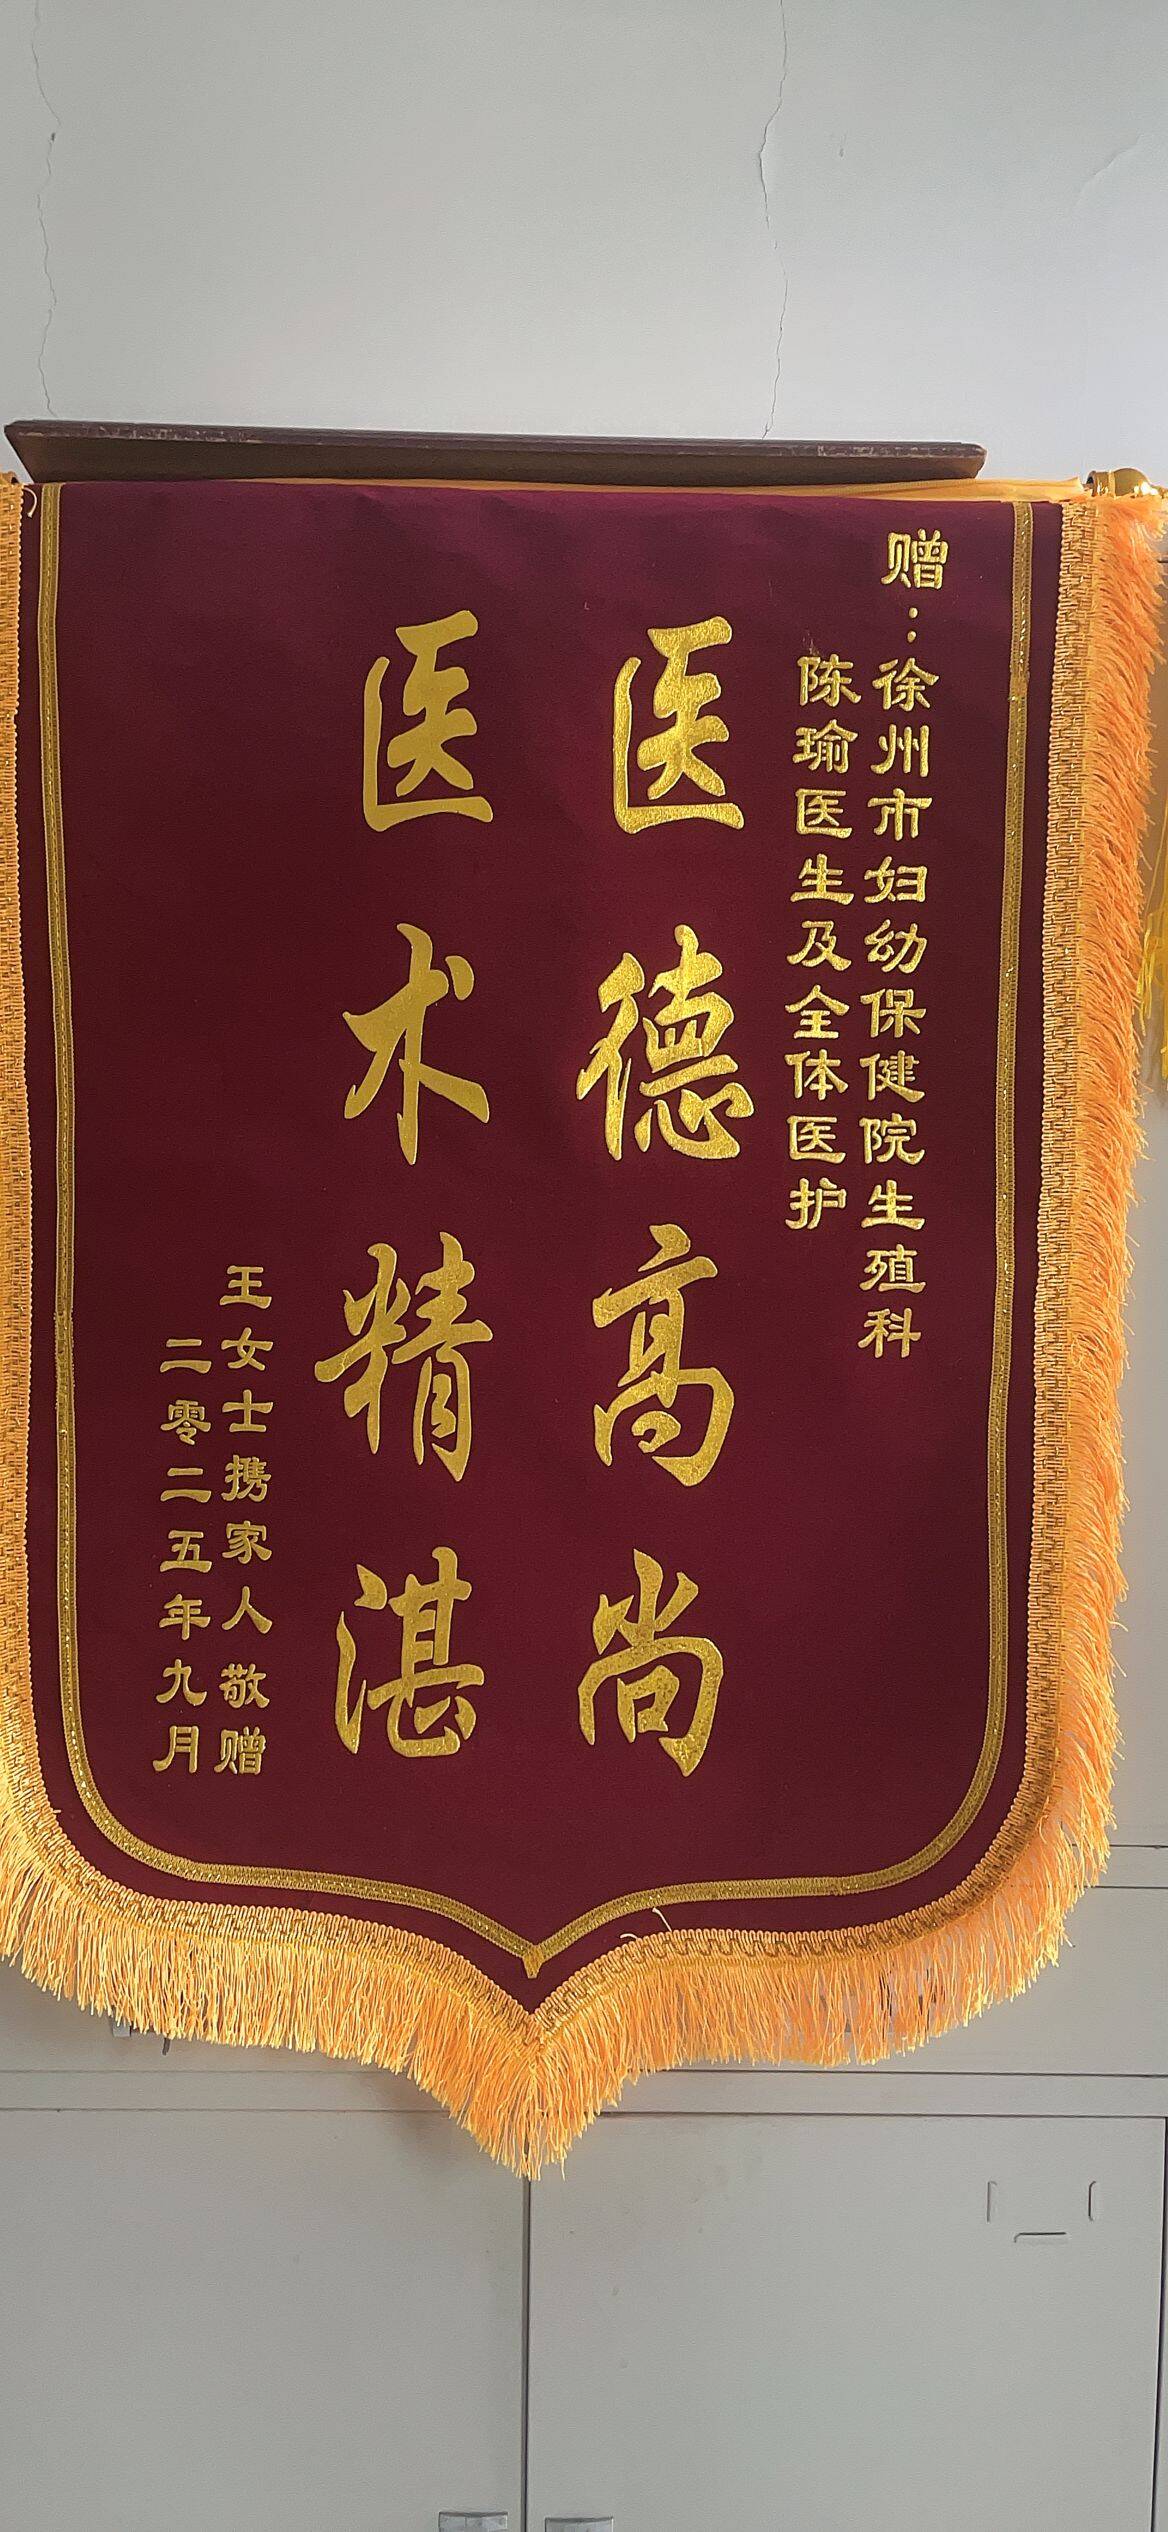 赠：徐州市妇幼保健院生殖科
陈瑜医生及全体医护
医德高尚
医术精湛
王女士携家人敬赠
二零二五年九月